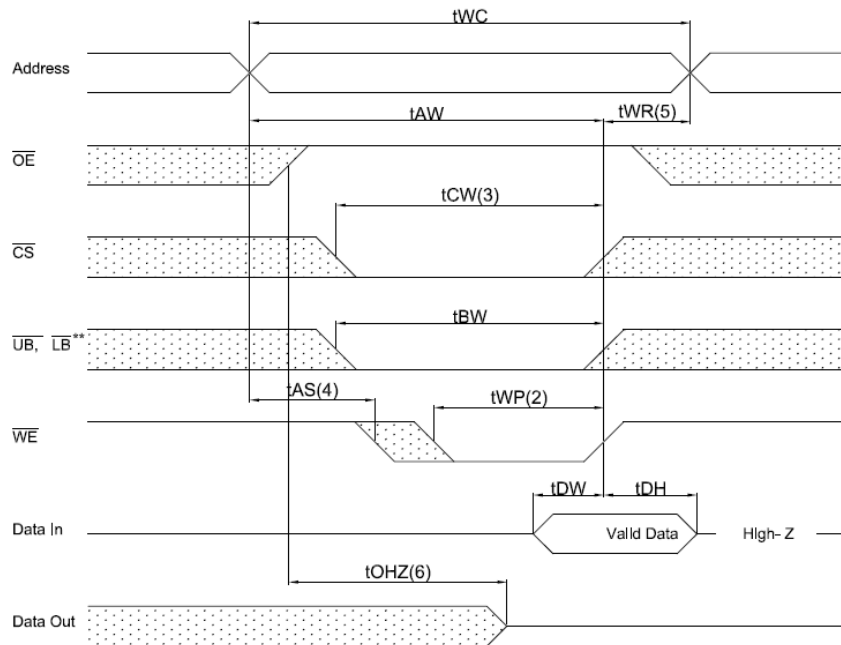 tWC
Address
tAW
tWR(5)
OE
tCW(3)
CS
tBW
UB, LB**
tAS(4)
tWP(2)
WE
tDW
tDH
Data In
Valid Data
HIgh- Z
tOHZ(6)
Data Out